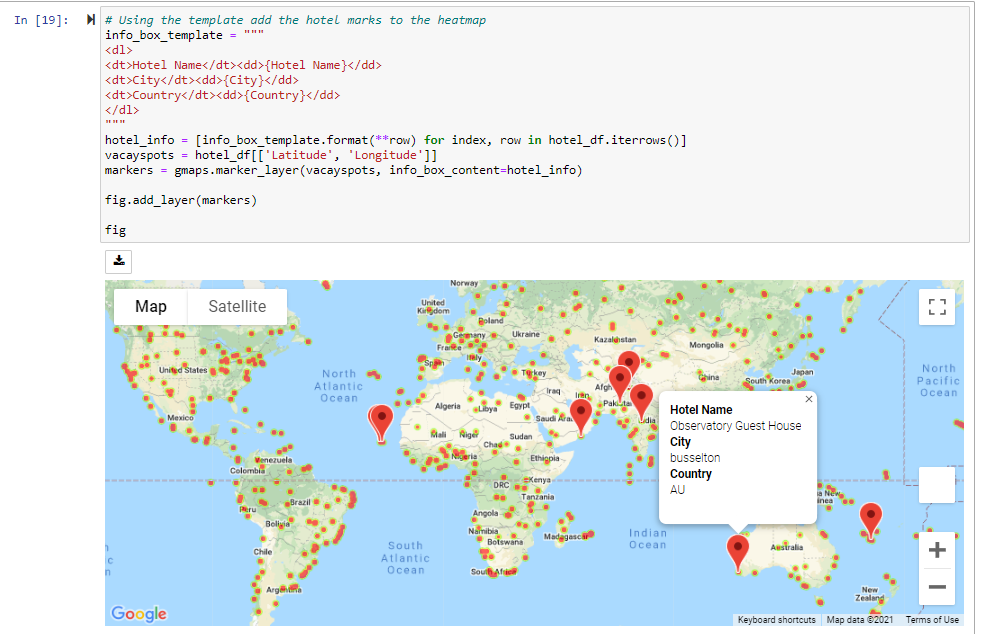 In [19]:
# Using the template add the hotel marks to the heatmap
info_box_template = """
<dl>
<dt>Hotel Name</dt><dd>{Hotel Name}</dd>
<dt>City</dt><dd>{City}</dd>
<dt>Country</dt><dd>{Country}</dd>
</dl>
"""
hotel_info = [info_box_template.format(**row) for index, row in hotel_df.iterrows()]
vacayspots = hotel_df[['Latitude', 'Longitude']]
markers = gmaps.marker_layer(vacayspots, info_box_content=hotel_info)
fig.add_layer(markers)
fig
Map Satellite
Norway
United
Kingdom
Poland
Germany
Ukraine
Kazakhstan
France
Mongolia
Italy
Spain
United States
Turkey
North
Atlantic
Ocean
China
Japan
South Korea
North
Pacific
Ocean
Iraq
Iran
Algeria
Libya
Egypt
Saudi
Mexico
Mali
Niger
Chad
Sudan
Nigeria
Ethiopia
Venezuela
Colombia
DRC
Kenya
Tanzania
Peru
Brazil
Bolivia
Angola
Namibia
Botswana
Madagascar
Chile
South
Atlantic
Ocean
Indian
Ocean
Australia
South Africa
Argentina
New
Zealand
Hotel Name
Observatory Guest House
City
busselton
Country
AU
Google
Keyboard shortcuts Map data ©2021 Terms of Use